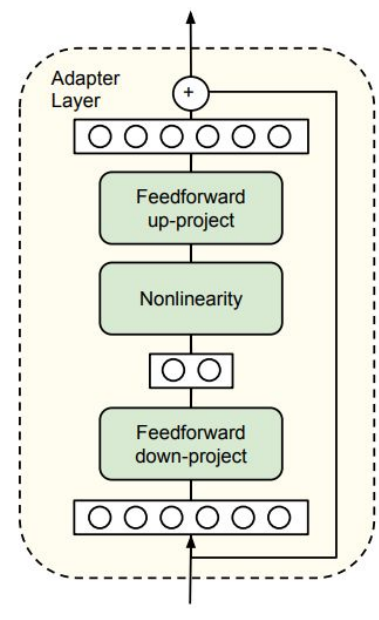 Adapter
Layer
+
Feedforward
up-project
Nonlinearity
Feedforward
down-project